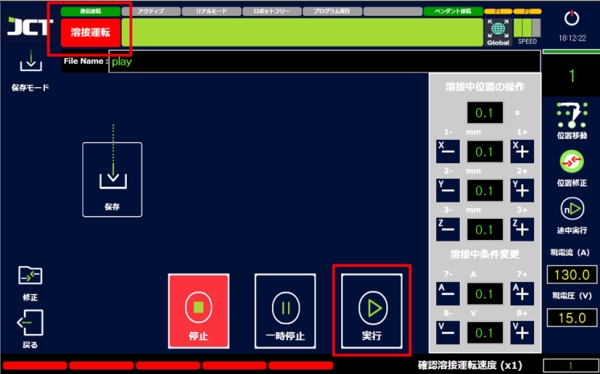 JCT
通信接続 アクティブ リアルモード ロボットフリー プログラム実行 ペンダント接続 F1 F2
溶接運転
Global
SPEED
18:12:22
File Name : play
1
保存モード
保存
溶接中位置の操作
0.1 s
1- mm 1+
X- 0.1 X+
2- mm 2+
Y- 0.1 Y+
3- mm 3+
Z- 0.1 Z+
溶接中条件変更
7- A 7+
A- 0.1 A+
8- V 8+
V- 0.1 V+
位置移動
位置修正
n
途中実行
現電流 (A)
130.0
現電圧 (V)
15.0
修正
戻る
停止
一時停止
実行
確認溶接運転速度 (x1)
1